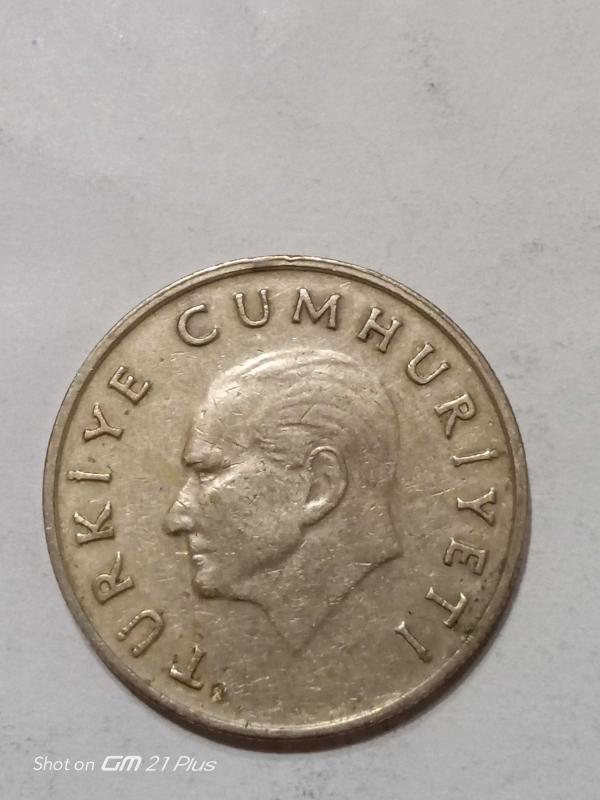 TÜRKİYE CUMHURİYETİ
Shot on GM 21 Plus